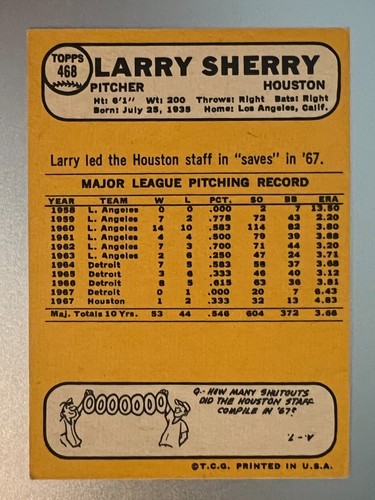 TOPPS
468
LARRY SHERRY
PITCHER HOUSTON
Ht: 6'1" Wt: 200 Throws: Right Bats: Right
Born: July 25, 1935 Home: Los Angeles, Calif.
Larry led the Houston staff in "saves" in '67.
MAJOR LEAGUE PITCHING RECORD
YEAR TEAM W L PCT. SO BB ERA
1958 L. Angeles 0 0 .000 2 7 13.50
1959 L. Angeles 7 2 .778 72 43 2.20
1960 L. Angeles 14 10 .583 114 62 3.80
1961 L. Angeles 4 4 .500 79 39 3.88
1962 L. Angeles 7 3 .700 71 44 3.20
1963 L. Angeles 2 6 .250 47 24 3.71
1964 Detroit 7 5 .583 58 37 3.68
1965 Detroit 3 6 .333 46 40 3.12
1966 Detroit 8 5 .615 63 36 3.81
1967 Detroit 0 1 .000 20 7 6.43
1967 Houston 1 2 .333 32 13 4.83
Maj. Totals 10 Yrs. 53 44 .546 604 372 3.66
OOOOOOO
Q.- HOW MANY SHUTOUTS
DID THE HOUSTON STAFF
COMPILE IN '67?
A.- 7.
©T.C.G. PRINTED IN U.S.A.